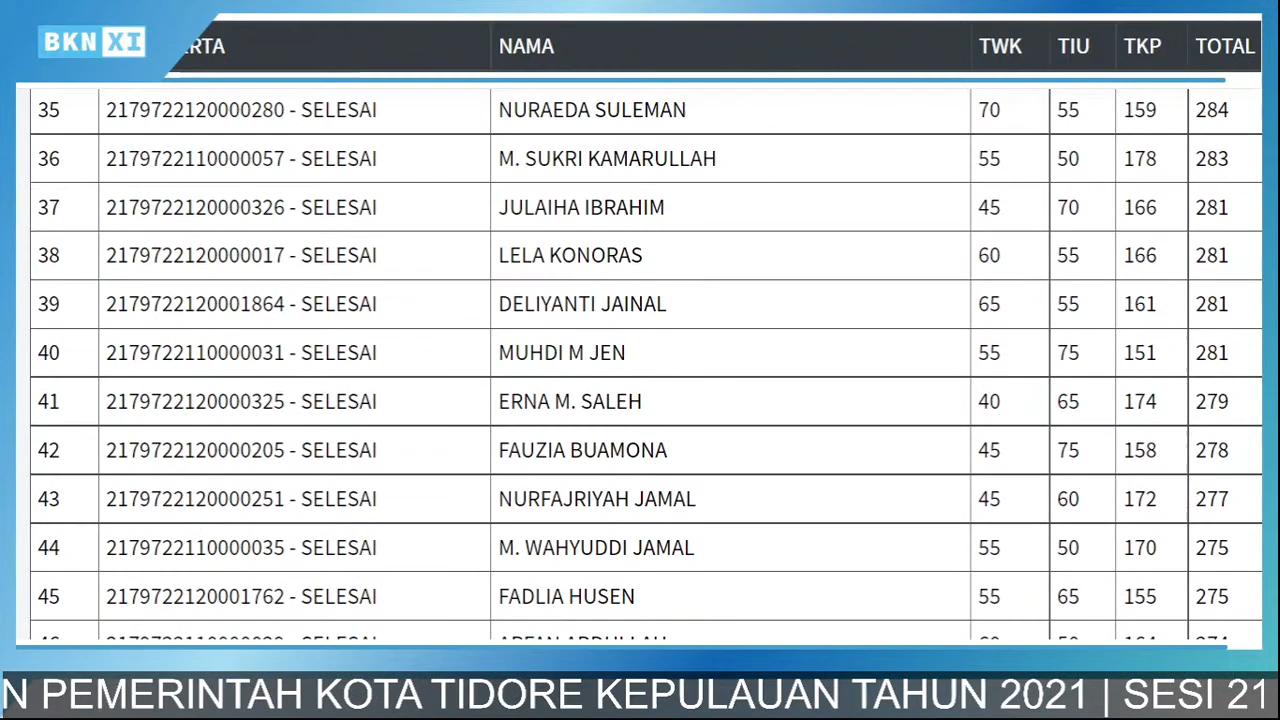 BKN XI
ERTA NAMA TWK TIU TKP TOTAL
35 2179722120000280 - SELESAI NURAEDA SULEMAN 70 55 159 284
36 2179722110000057 - SELESAI M. SUKRI KAMARULLAH 55 50 178 283
37 2179722120000326 - SELESAI JULAIHA IBRAHIM 45 70 166 281
38 2179722120000017 - SELESAI LELA KONORAS 60 55 166 281
39 2179722120001864 - SELESAI DELIYANTI JAINAL 65 55 161 281
40 2179722110000031 - SELESAI MUHDI M JEN 55 75 151 281
41 2179722120000325 - SELESAI ERNA M. SALEH 40 65 174 279
42 2179722120000205 - SELESAI FAUZIA BUAMONA 45 75 158 278
43 2179722120000251 - SELESAI NURFAJRIYAH JAMAL 45 60 172 277
44 2179722110000035 - SELESAI M. WAHYUDDI JAMAL 55 50 170 275
45 2179722120001762 - SELESAI FADLIA HUSEN 55 65 155 275
N PEMERINTAH KOTA TIDORE KEPULAUAN TAHUN 2021 | SESI 21